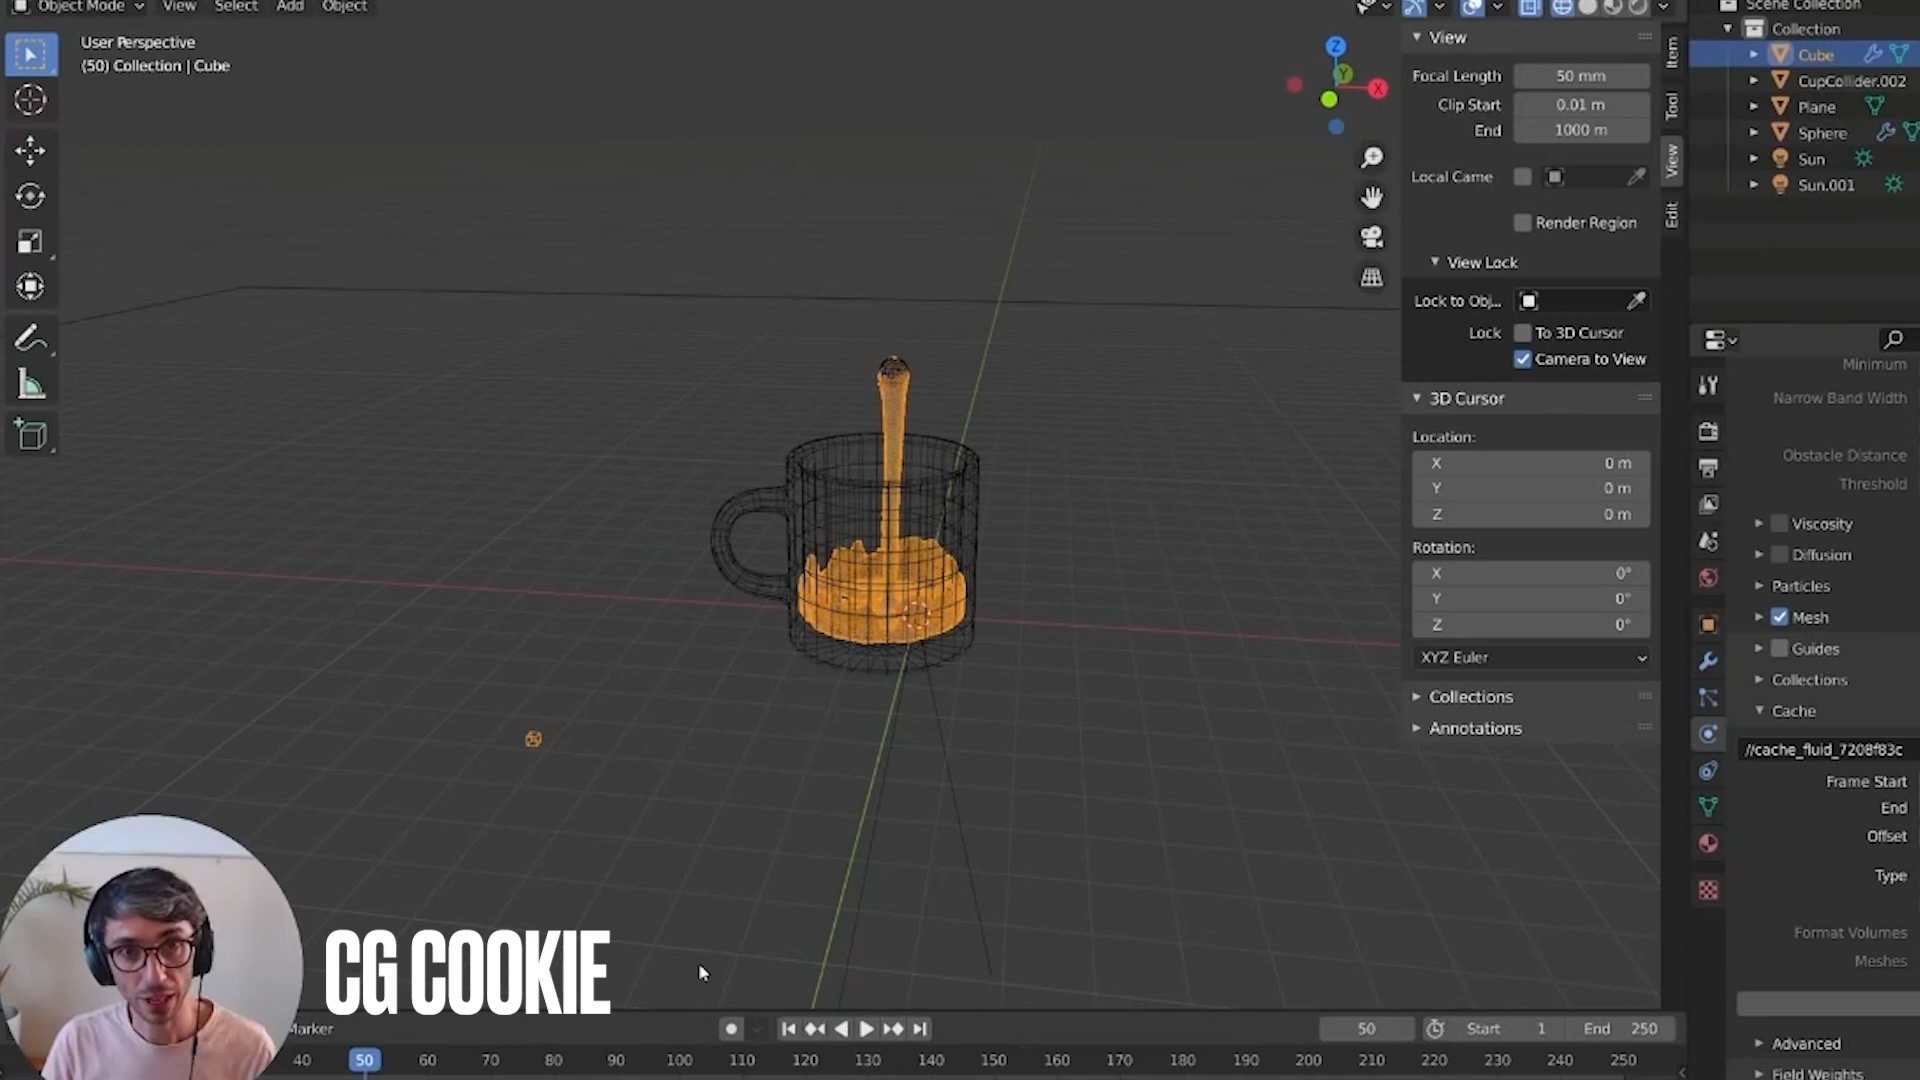 Object Mode
View
Select
Add
Object
User Perspective
(50) Collection | Cube
Z
Y
X
View
Focal Length
50 mm
Clip Start
0.01 m
End
1000 m
Local Came
Render Region
View Lock
Lock to Obj...
Lock
To 3D Cursor
Camera to View
3D Cursor
Location:
X
0 m
Y
0 m
Z
0 m
Rotation:
X
0°
Y
0°
Z
0°
XYZ Euler
Collections
Annotations
Item
Tool
View
Edit
Scene Collection
Collection
Cube
CupCollider.002
Plane
Sphere
Sun
Sun.001
Minimum
Narrow Band Width
Obstacle Distance
Threshold
Viscosity
Diffusion
Particles
Mesh
Guides
Collections
Cache
//cache_fluid_7208f83c
Frame Start
End
Offset
Type
Format Volumes
Meshes
Advanced
Field Weights
CG COOKIE
Marker
50
Start
1
End
250
40
50
60
70
80
90
100
110
120
130
140
150
160
170
180
190
200
210
220
230
240
250